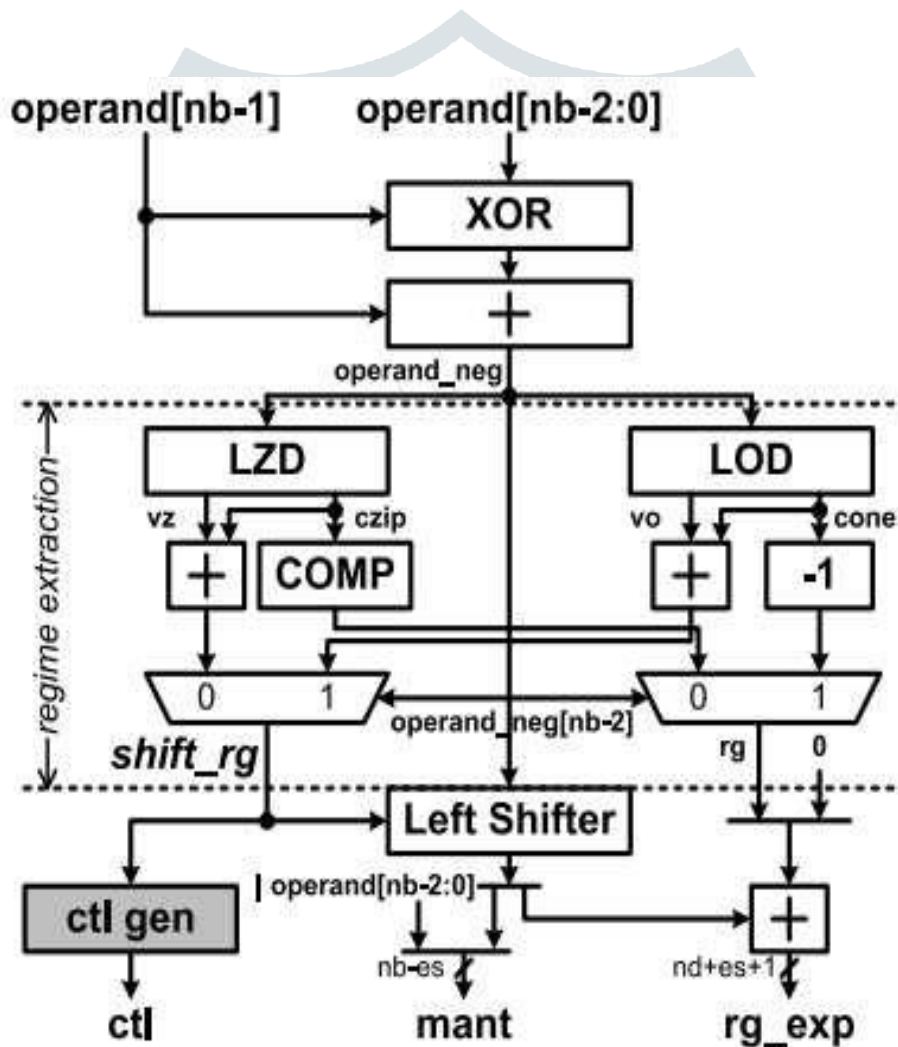 operand[nb-1] operand[nb-2:0]
XOR
+
operand_neg
regime extraction
LZD LOD
vz czip vo cone
+ COMP + -1
0 1 0 1
operand_neg[nb-2]
shift_rg rg 0
Left Shifter
| operand[nb-2:0]
ctl gen +
nb-es nd+es+1
ctl mant rg_exp